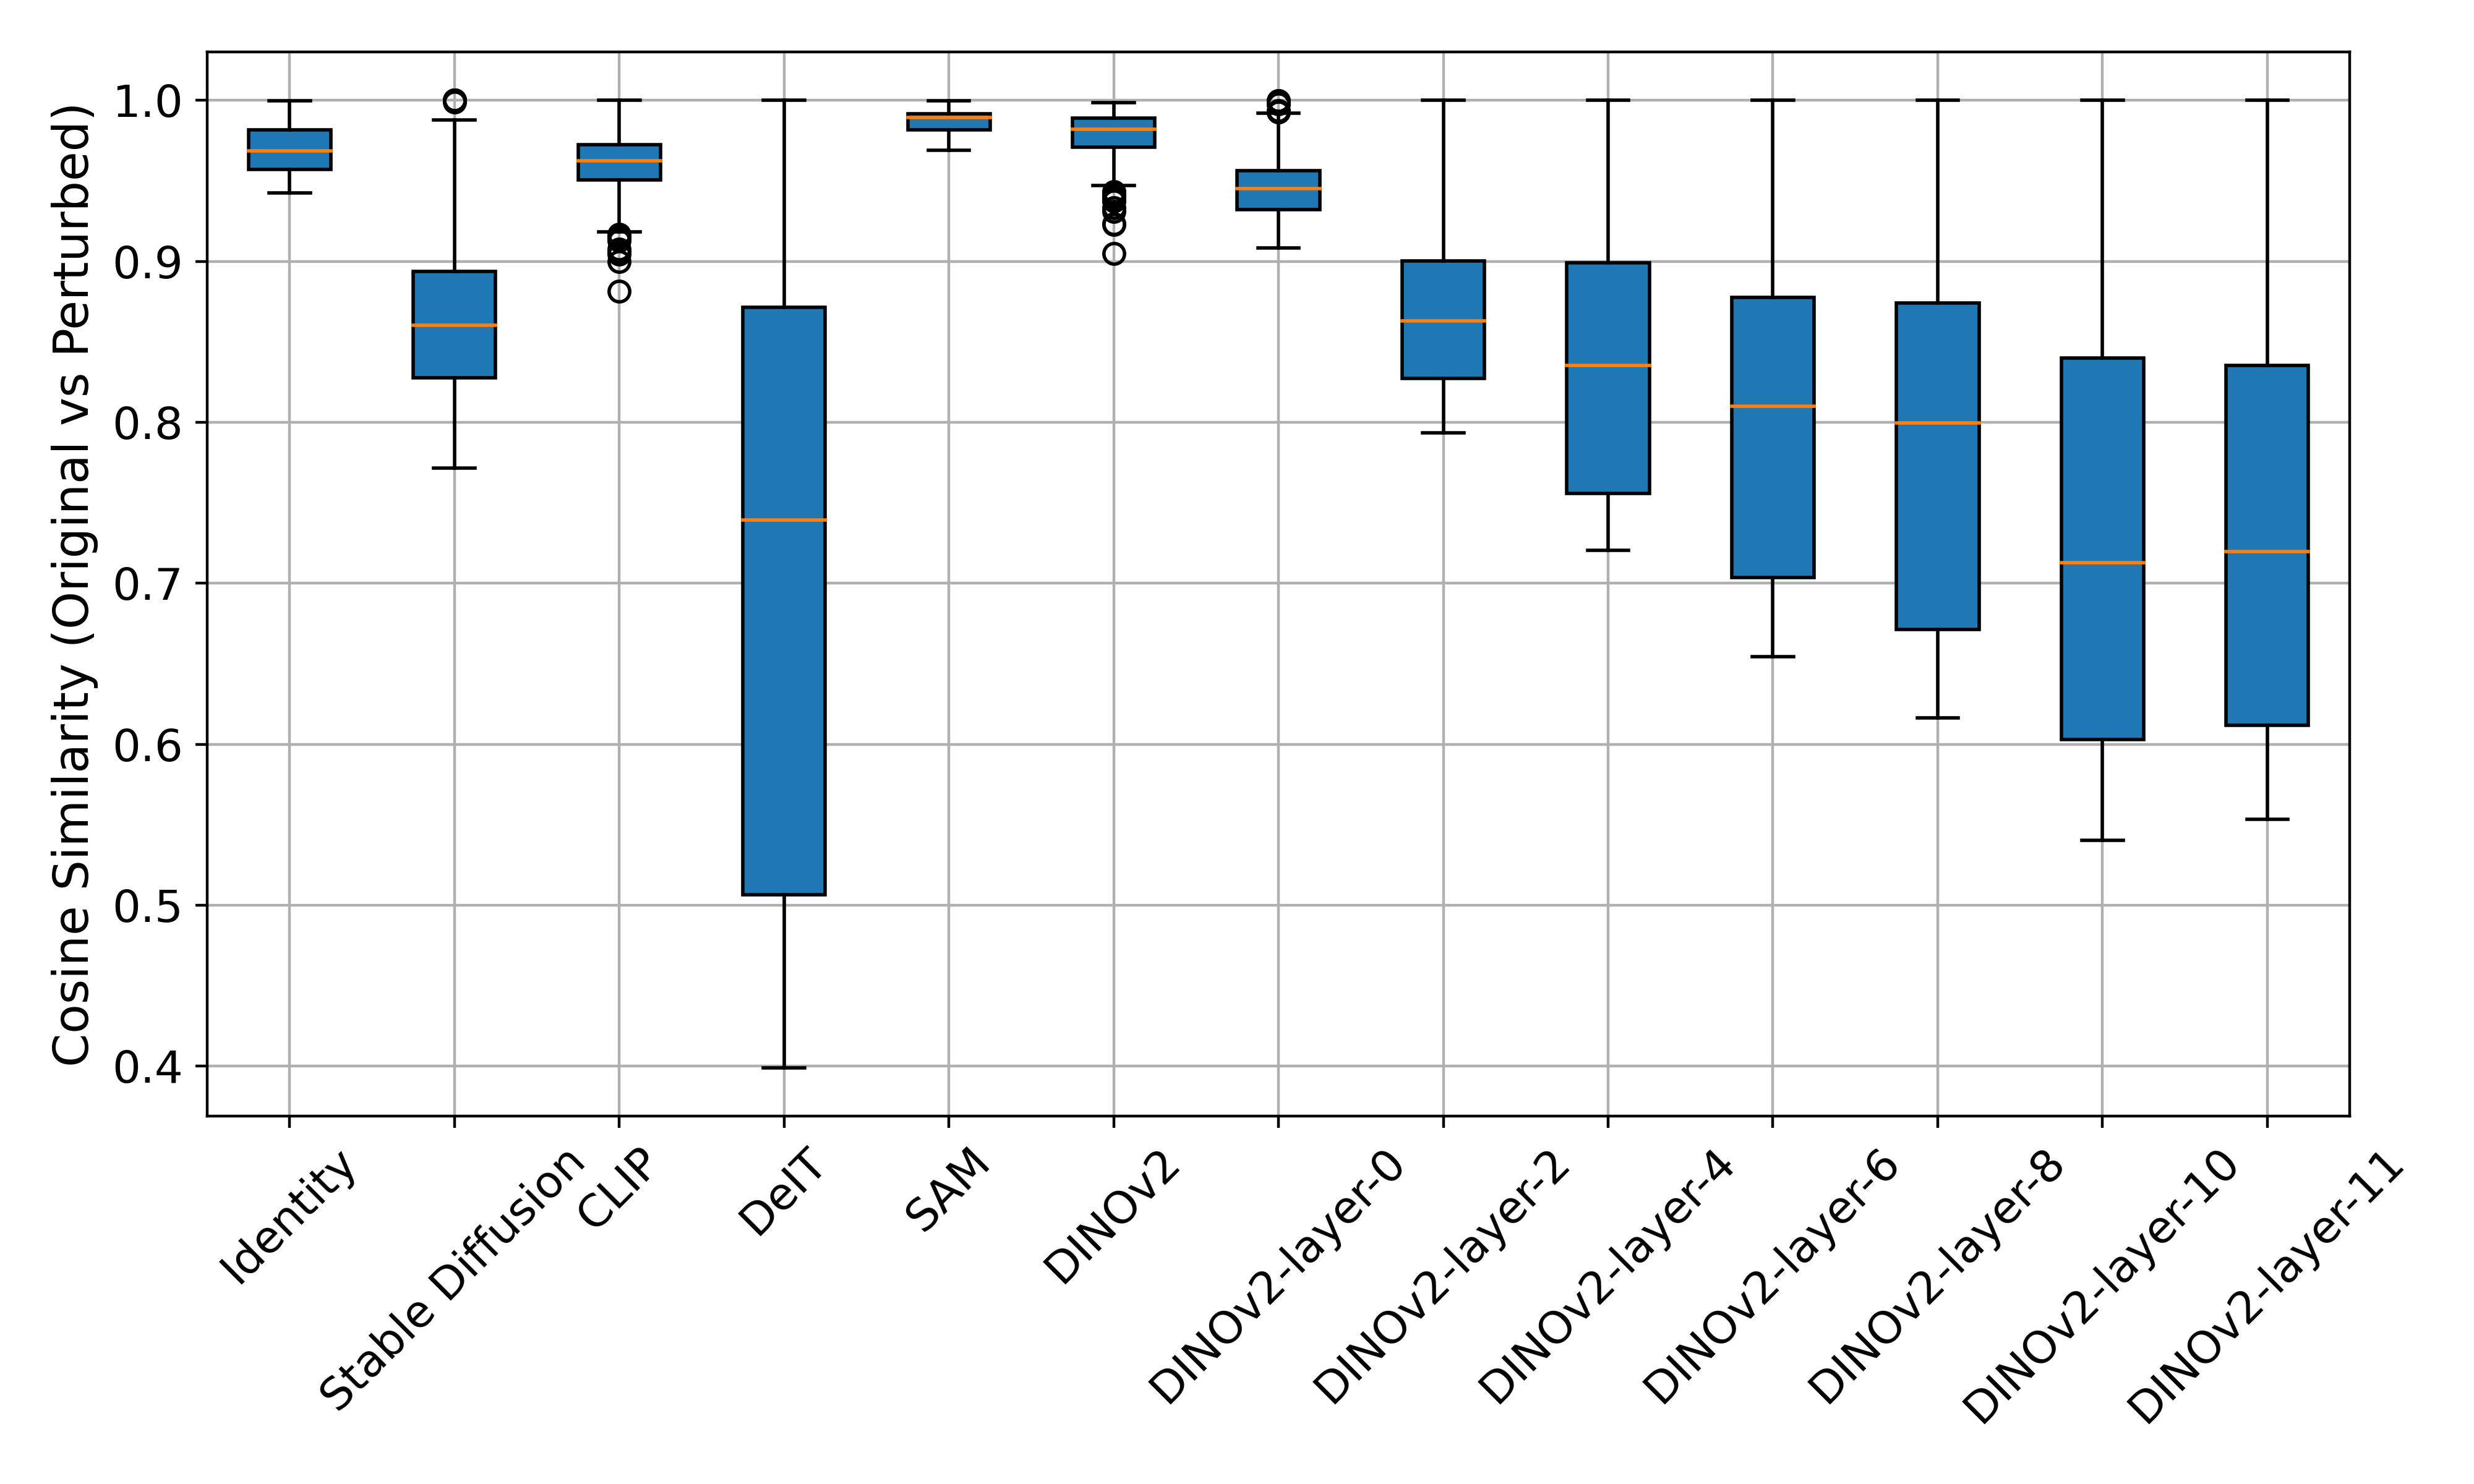 Cosine Similarity (Original vs Perturbed)
1.0
0.9
0.8
0.7
0.6
0.5
0.4
Identity
Stable Diffusion
CLIP
DeIT
SAM
DINOv2
DINOv2-layer-0
DINOv2-layer-2
DINOv2-layer-4
DINOv2-layer-6
DINOv2-layer-8
DINOv2-layer-10
DINOv2-layer-11